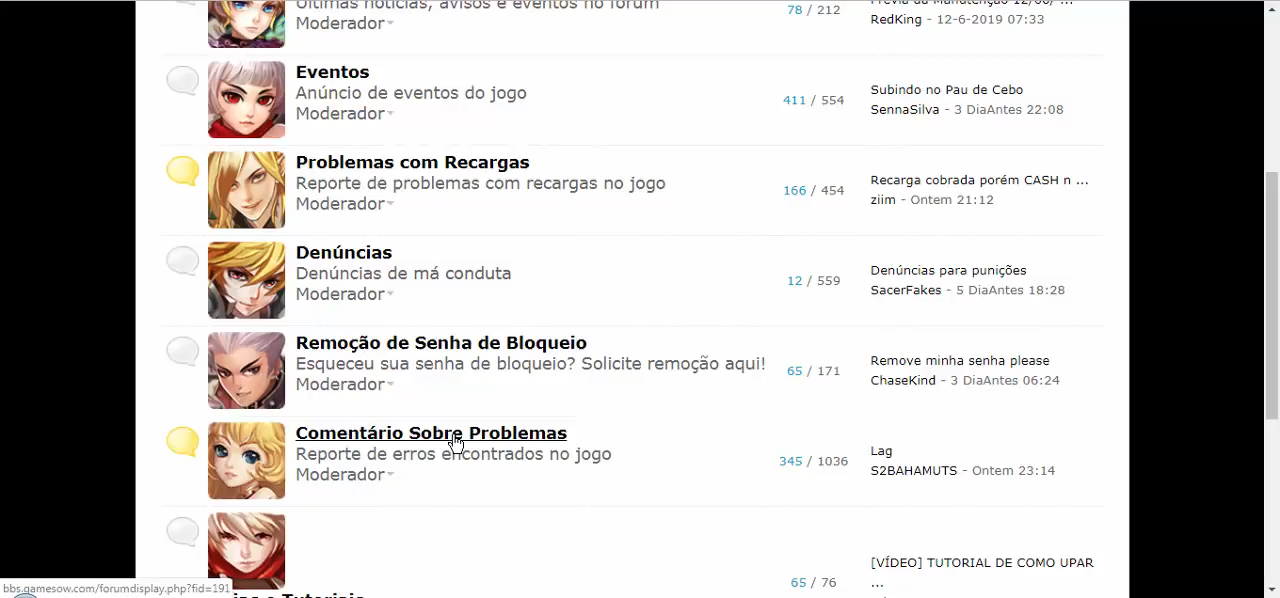 Últimas notícias, avisos e eventos no fórum
Moderador
78 / 212
RedKing - 12-6-2019 07:33
Eventos
Anúncio de eventos do jogo
Moderador
411 / 554
Subindo no Pau de Cebo
SennaSilva - 3 DiaAntes 22:08
Problemas com Recargas
Reporte de problemas com recargas no jogo
Moderador
166 / 454
Recarga cobrada porém CASH n ...
ziim - Ontem 21:12
Denúncias
Denúncias de má conduta
Moderador
12 / 559
Denúncias para punições
SacerFakes - 5 DiaAntes 18:28
Remoção de Senha de Bloqueio
Esqueceu sua senha de bloqueio? Solicite remoção aqui!
Moderador
65 / 171
Remove minha senha please
ChaseKind - 3 DiaAntes 06:24
Comentário Sobre Problemas
Reporte de erros encontrados no jogo
Moderador
345 / 1036
Lag
S2BAHAMUTS - Ontem 23:14
65 / 76
[VÍDEO] TUTORIAL DE COMO UPAR
...
bbs.gamesow.com/forumdisplay.php?fid=191